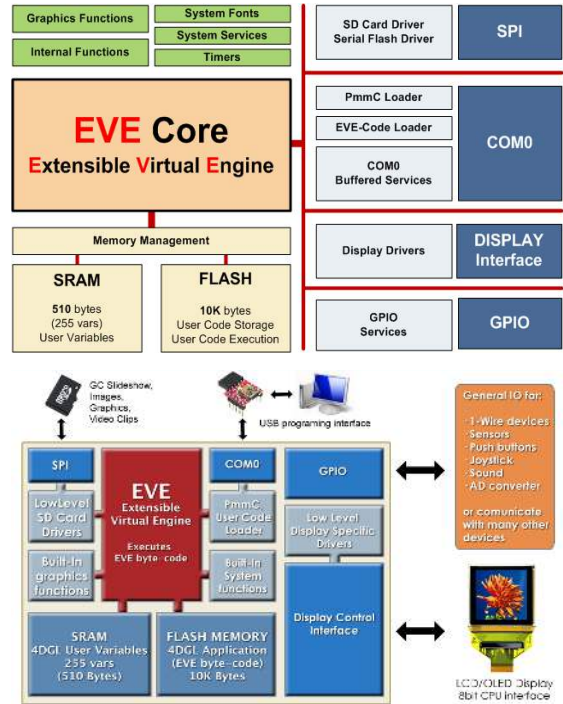 Graphics Functions
Internal Functions
System Fonts
System Services
Timers
SD Card Driver
Serial Flash Driver
SPI
EVE Core
Extensible Virtual Engine
PmmC Loader
EVE-Code Loader
COM0
Buffered Services
COM0
Memory Management
Display Drivers
DISPLAY
Interface
SRAM
510 bytes
(255 vars)
User Variables
FLASH
10K bytes
User Code Storage
User Code Execution
GPIO
Services
GPIO
GC Slideshow,
Images,
Graphics,
Video Clips
USB programing interface
General IO for:
·1-Wire devices
·Sensors
·Push buttons
·Joystick
·Sound
·AD converter
or comunicate
with many other
devices
SPI
EVE
Extensible
Virtual Engine
Executes
EVE byte-code
COM0
GPIO
LowLevel
SD Card
Drivers
PmmC
User Code
Loader
Low Level
Display Specific
Drivers
Built-In
graphics
functions
Built-In
System
functions
Display Control
Interface
SRAM
4DGL User Variables
255 vars
(510 Bytes)
FLASH MEMORY
4DGL Application
(EVE byte-code)
10K Bytes
LCD/OLED Display
8bit CPU interface